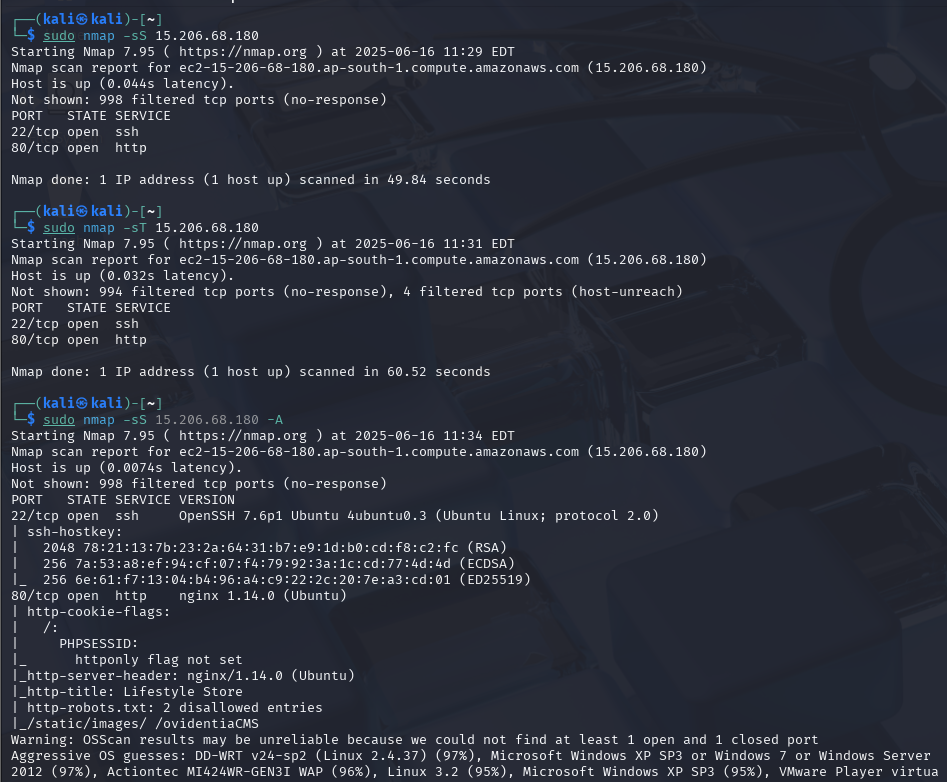 ┌──(kali㉿kali)-[~]
└─$ sudo nmap -sS 15.206.68.180
Starting Nmap 7.95 ( https://nmap.org ) at 2025-06-16 11:29 EDT
Nmap scan report for ec2-15-206-68-180.ap-south-1.compute.amazonaws.com (15.206.68.180)
Host is up (0.044s latency).
Not shown: 998 filtered tcp ports (no-response)
PORT   STATE SERVICE
22/tcp open  ssh
80/tcp open  http

Nmap done: 1 IP address (1 host up) scanned in 49.84 seconds

┌──(kali㉿kali)-[~]
└─$ sudo nmap -sT 15.206.68.180
Starting Nmap 7.95 ( https://nmap.org ) at 2025-06-16 11:31 EDT
Nmap scan report for ec2-15-206-68-180.ap-south-1.compute.amazonaws.com (15.206.68.180)
Host is up (0.032s latency).
Not shown: 994 filtered tcp ports (no-response), 4 filtered tcp ports (host-unreach)
PORT   STATE SERVICE
22/tcp open  ssh
80/tcp open  http

Nmap done: 1 IP address (1 host up) scanned in 60.52 seconds

┌──(kali㉿kali)-[~]
└─$ sudo nmap -sS 15.206.68.180 -A
Starting Nmap 7.95 ( https://nmap.org ) at 2025-06-16 11:34 EDT
Nmap scan report for ec2-15-206-68-180.ap-south-1.compute.amazonaws.com (15.206.68.180)
Host is up (0.0074s latency).
Not shown: 998 filtered tcp ports (no-response)
PORT   STATE SERVICE VERSION
22/tcp open  ssh     OpenSSH 7.6p1 Ubuntu 4ubuntu0.3 (Ubuntu Linux; protocol 2.0)
| ssh-hostkey:
|   2048 78:21:13:7b:23:2a:64:31:b7:e9:1d:b0:cd:f8:c2:fc (RSA)
|   256 7a:53:a8:ef:94:cf:07:f4:79:92:3a:1c:cd:77:4d:4d (ECDSA)
|_  256 6e:61:f7:13:04:b4:96:a4:c9:22:2c:20:7e:a3:cd:01 (ED25519)
80/tcp open  http    nginx 1.14.0 (Ubuntu)
| http-cookie-flags:
|   /:
|     PHPSESSID:
|_      httponly flag not set
|_http-server-header: nginx/1.14.0 (Ubuntu)
|_http-title: Lifestyle Store
| http-robots.txt: 2 disallowed entries
|_/static/images/ /ovidentiaCMS
Warning: OSScan results may be unreliable because we could not find at least 1 open and 1 closed port
Aggressive OS guesses: DD-WRT v24-sp2 (Linux 2.4.37) (97%), Microsoft Windows XP SP3 or Windows 7 or Windows Server
2012 (97%), Actiontec MI424WR-GEN3I WAP (96%), Linux 3.2 (95%), Microsoft Windows XP SP3 (95%), VMware Player virtua